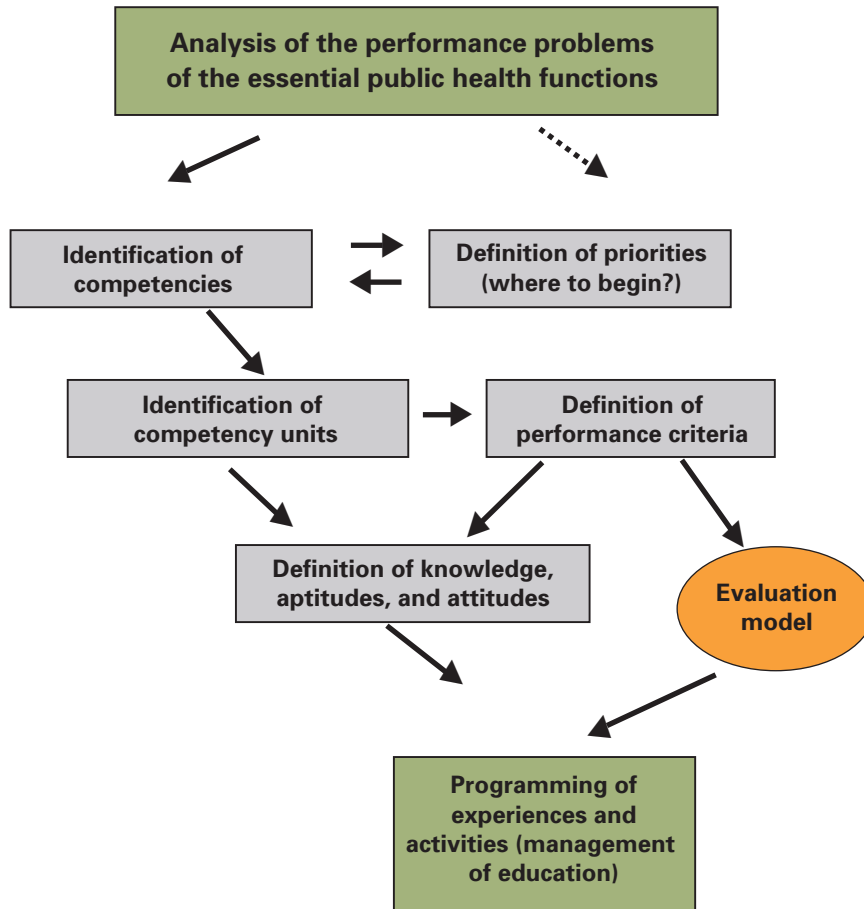 Analysis of the performance problems
of the essential public health functions
Identification of
competencies
Definition of priorities
(where to begin?)
Identification of
competency units
Definition of
performance criteria
Definition of knowledge,
aptitudes, and attitudes
Evaluation
model
Programming of
experiences and
activities (management
of education)